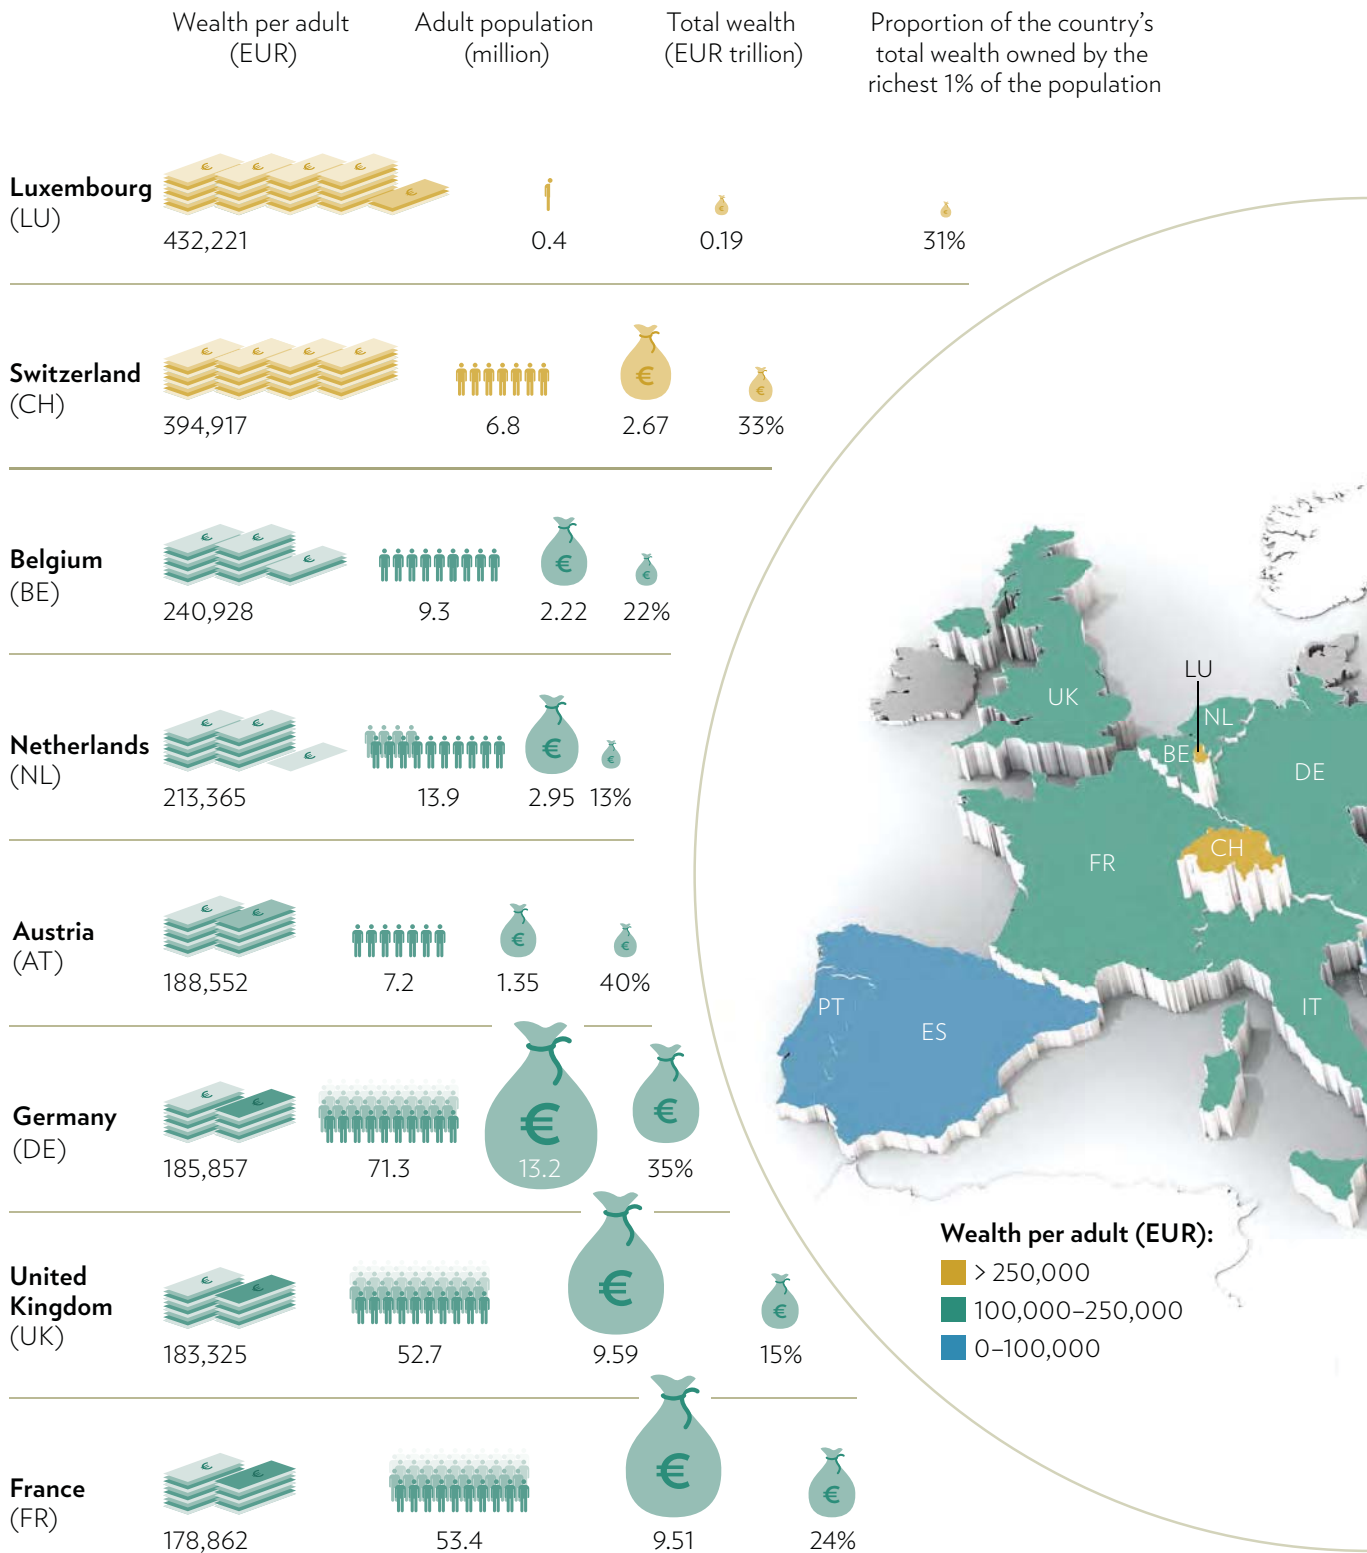 Wealth per adult
(EUR)
Adult population
(million)
Total wealth
(EUR trillion)
Proportion of the country's
total wealth owned by the
richest 1% of the population
Luxembourg
(LU)
432,221
0.4
0.19
31%
Switzerland
(CH)
394,917
6.8
2.67
33%
Belgium
(BE)
240,928
9.3
2.22
22%
Netherlands
(NL)
213,365
13.9
2.95
13%
Austria
(AT)
188,552
7.2
1.35
40%
Germany
(DE)
185,857
71.3
13.2
35%
United
Kingdom
(UK)
183,325
52.7
9.59
15%
France
(FR)
178,862
53.4
9.51
24%
LU
UK
NL
BE
DE
CH
FR
PT
ES
IT
Wealth per adult (EUR):
> 250,000
100,000–250,000
0–100,000